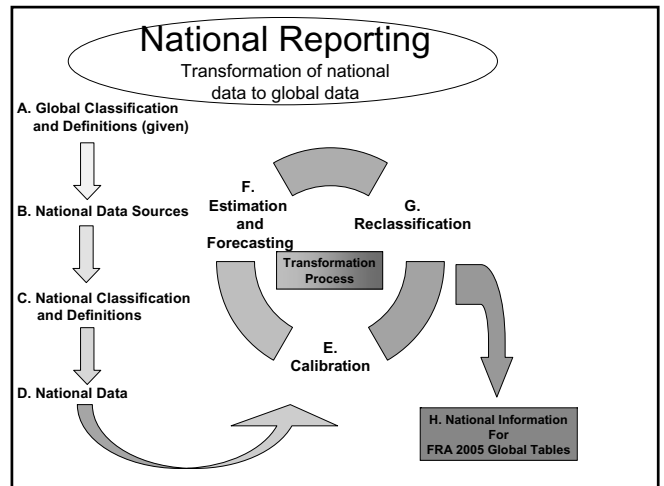 National Reporting
Transformation of national
data to global data
A. Global Classification
and Definitions (given)
B. National Data Sources
C. National Classification
and Definitions
D. National Data
F.
Estimation
and
Forecasting
G.
Reclassification
Transformation
Process
E.
Calibration
H. National Information
For
FRA 2005 Global Tables